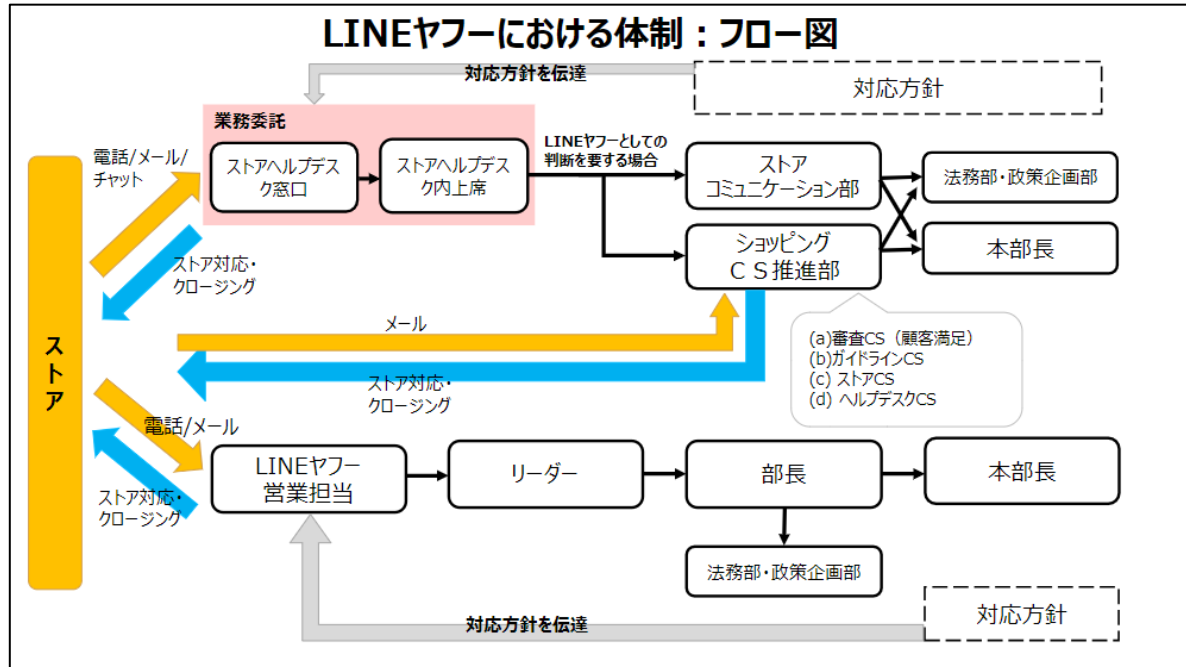 LINEヤフーにおける体制：フロー図
対応方針を伝達
対応方針
業務委託
電話/メール/
チャット
ストアヘルプデス
ク窓口
ストアヘルプデス
ク内上席
LINEヤフーとしての
判断を要する場合
ストア
コミュニケーション部
法務部・政策企画部
ショッピング
ＣＳ推進部
本部長
ストア対応・
クロージング
メール
ストア対応・
クロージング
(a)審査CS（顧客満足）
(b)ガイドラインCS
(c) ストアCS
(d) ヘルプデスクCS
ストア
電話/メール
ストア対応・
クロージング
LINEヤフー
営業担当
リーダー
部長
本部長
法務部・政策企画部
対応方針を伝達
対応方針